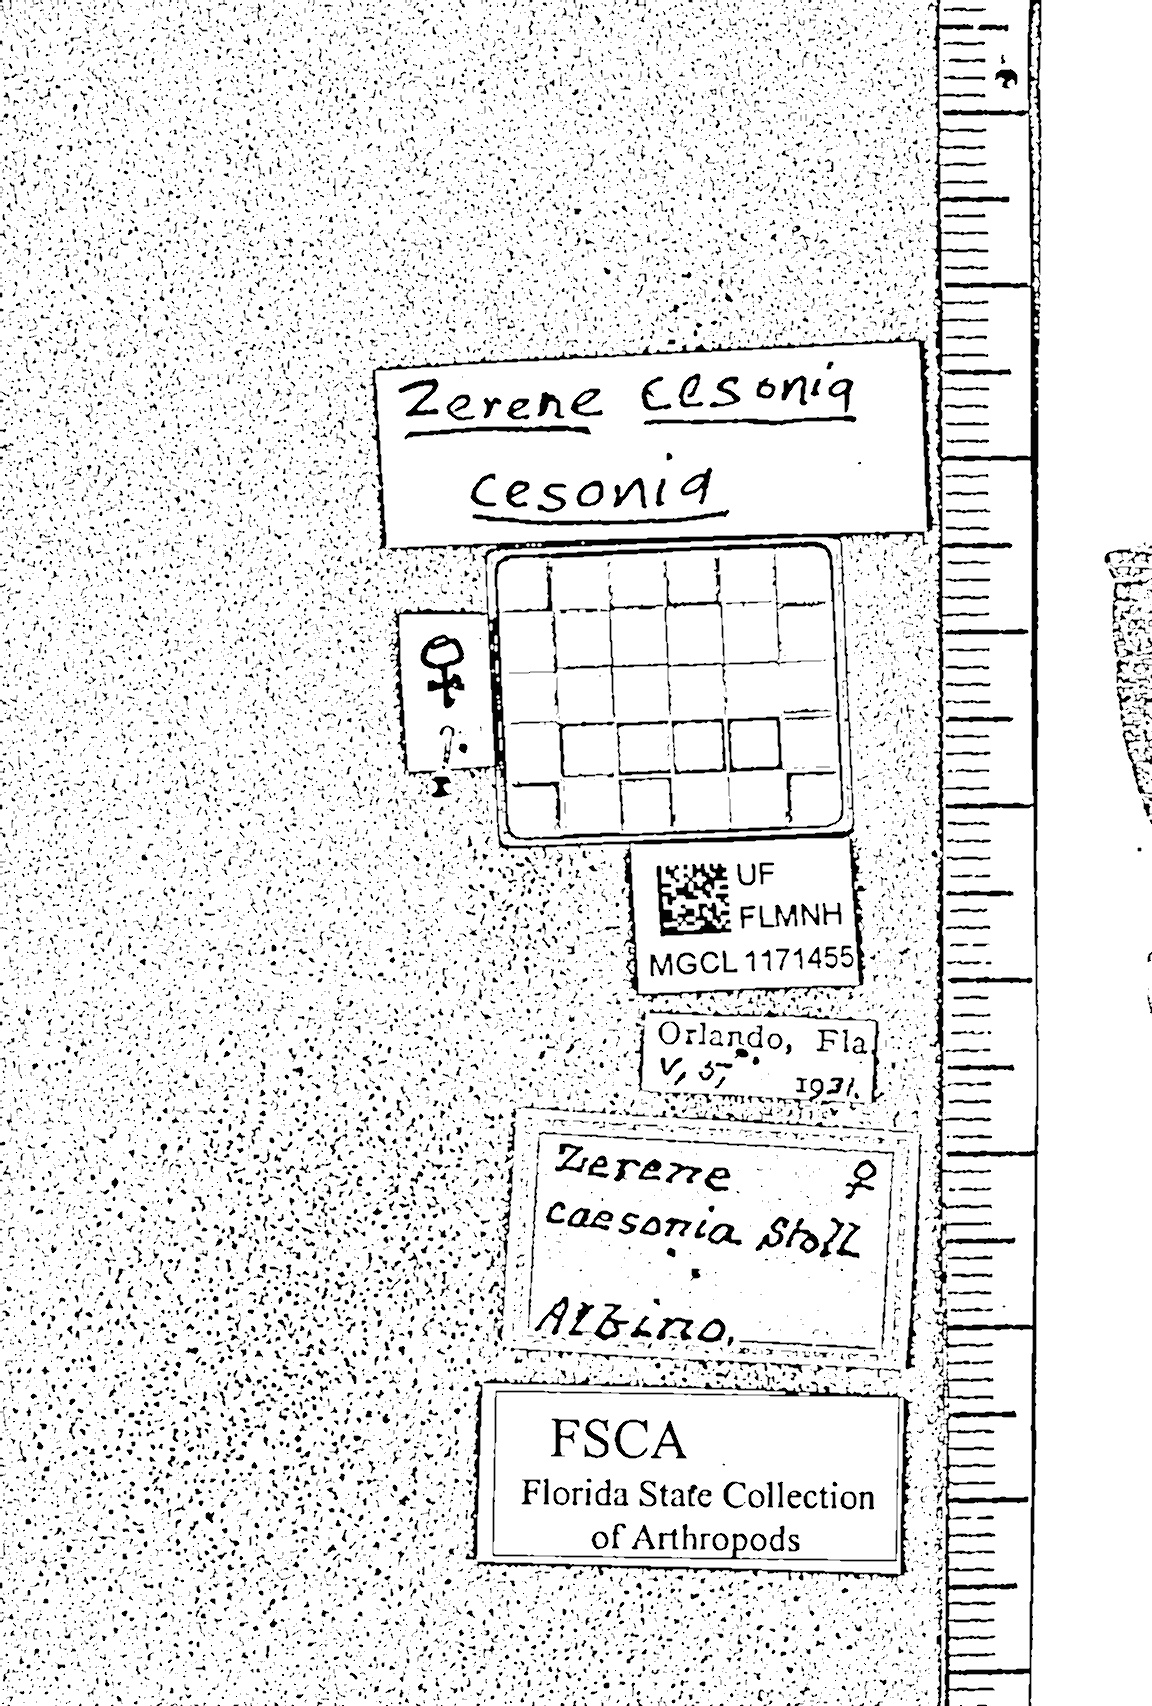 Zerene cesonia
cesonia
♀
?.
UF
FLMNH
MGCL 1171455
Orlando, Fla
V, 5, 1931.
Zerene ♀
caesonia Stoll
Albino.
FSCA
Florida State Collection
of Arthropods